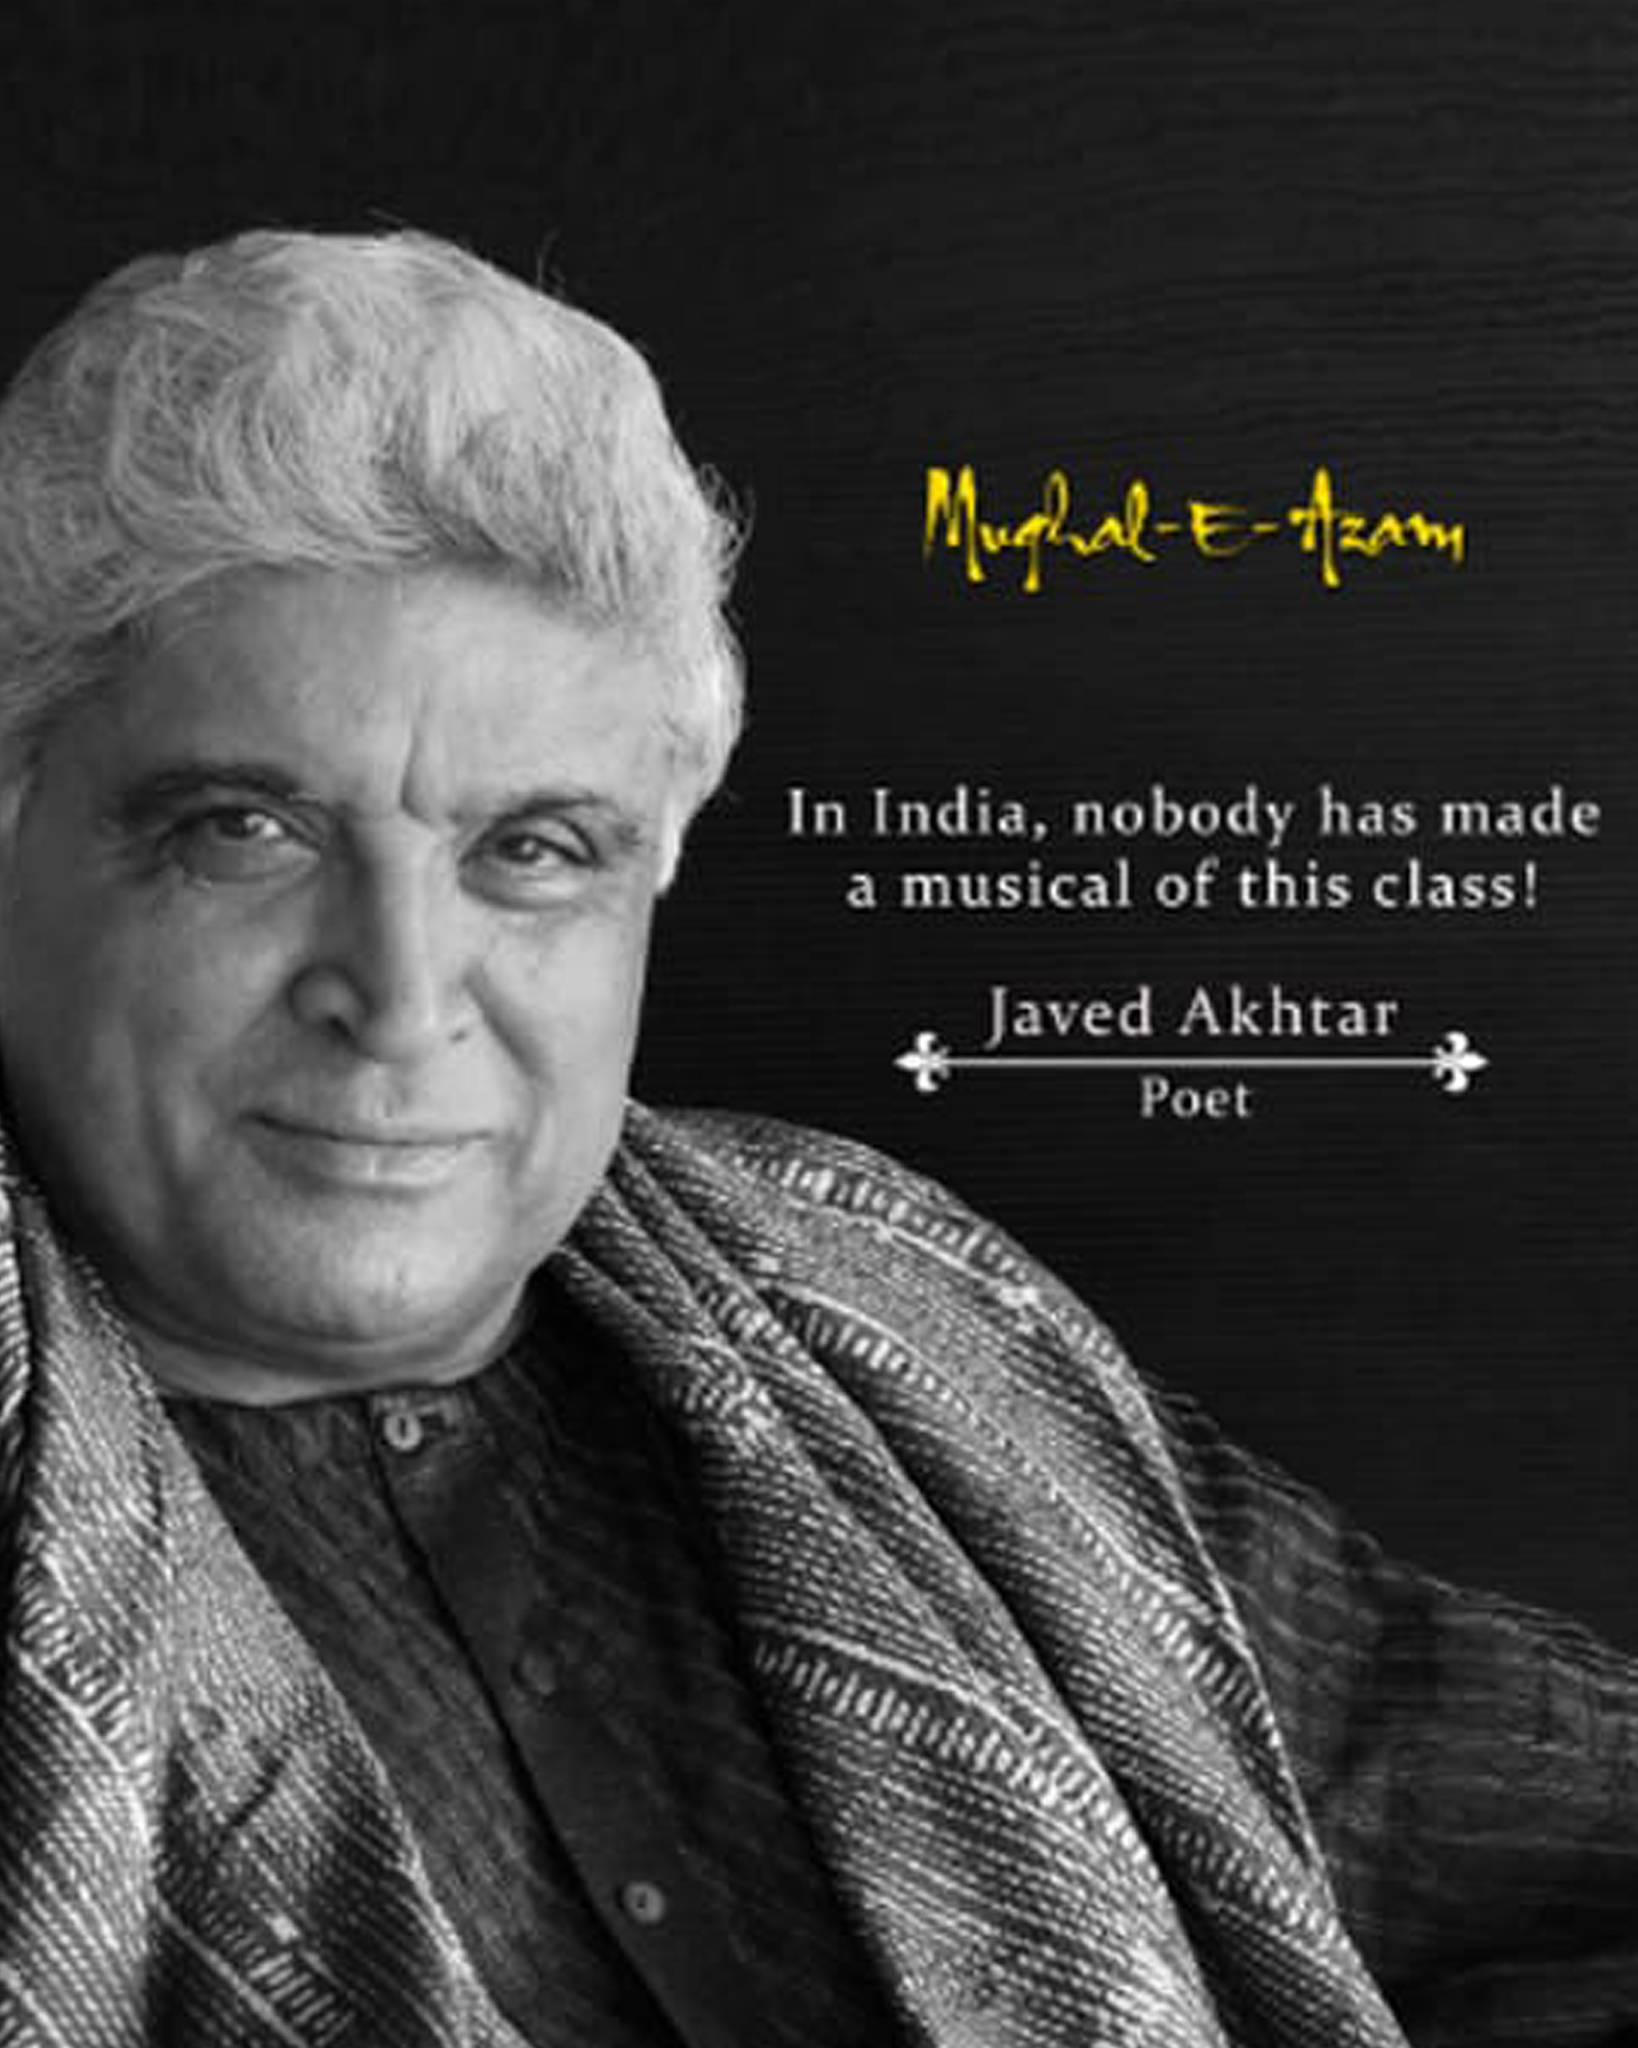 Mughal-E-Azam
In India, nobody has made
a musical of this class!
Javed Akhtar
Poet